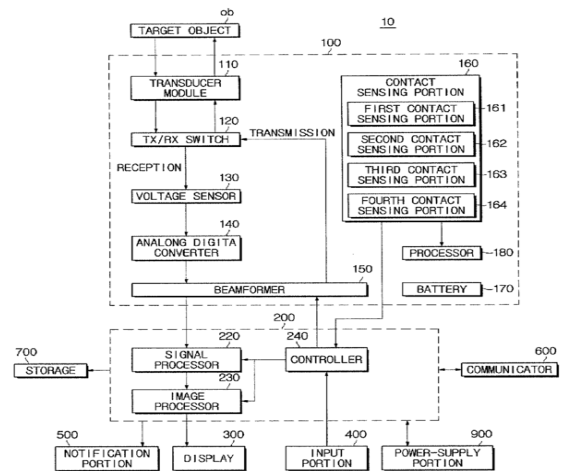 ob
10
TARGET OBJECT
100
110
TRANSDUCER
MODULE
120
TX/RX SWITCH
TRANSMISSION
RECEPTION
130
VOLTAGE SENSOR
140
ANALONG DIGITA
CONVERTER
150
BEAMFORMER
160
CONTACT
SENSING PORTION
FIRST CONTACT
SENSING PORTION
161
SECOND CONTACT
SENSING PORTION
162
THIRD CONTACT
SENSING PORTION
163
FOURTH CONTACT
SENSING PORTION
164
PROCESSOR
180
BATTERY
170
200
220
SIGNAL
PROCESSOR
240
CONTROLLER
230
IMAGE
PROCESSOR
700
STORAGE
600
COMMUNICATOR
500
NOTIFICATION
PORTION
300
DISPLAY
400
INPUT
PORTION
900
POWER-SUPPLY
PORTION